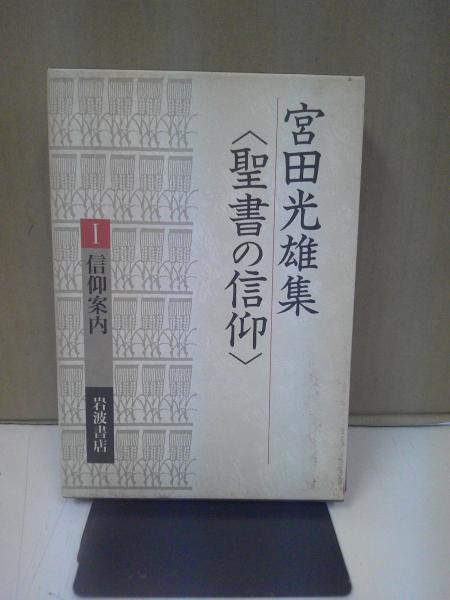 宮田光雄集
〈聖書の信仰〉
I
信仰案内
岩波書店